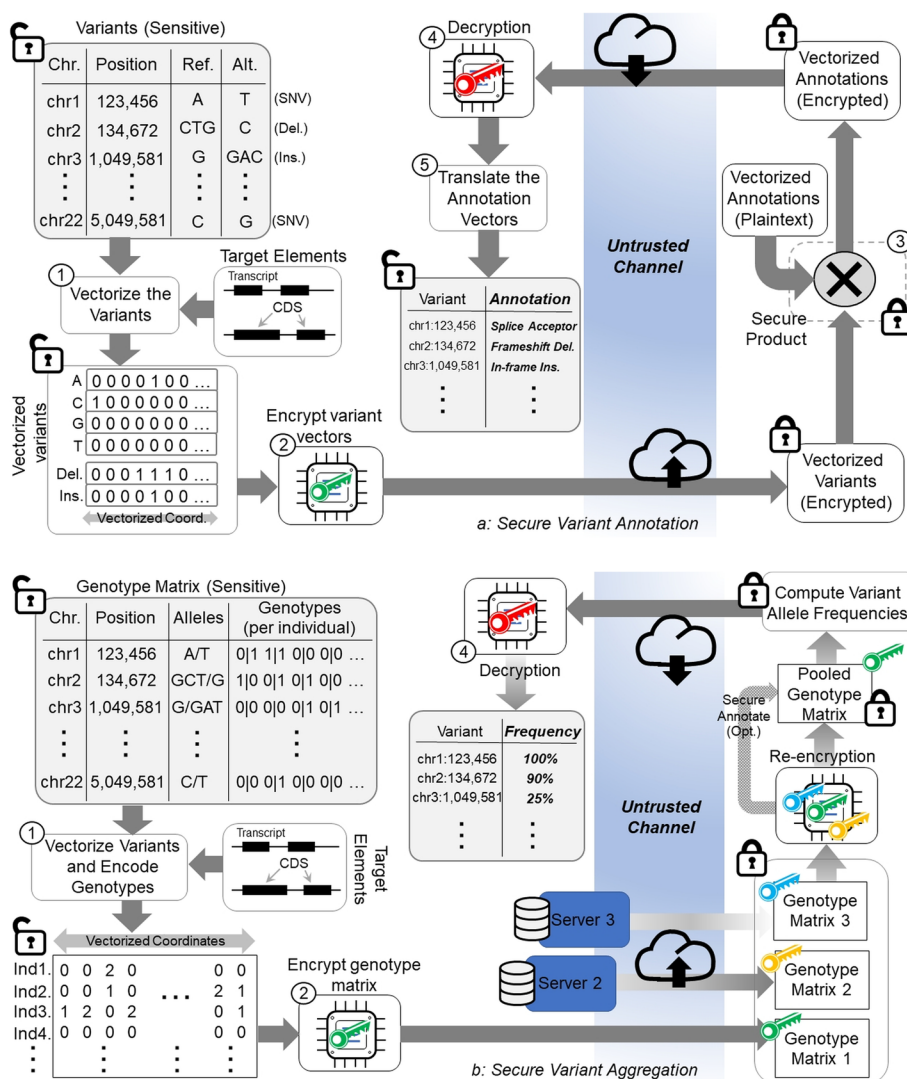 Variants (Sensitive)
Chr. Position Ref. Alt.
chr1 123,456 A T (SNV)
chr2 134,672 CTG C (Del.)
chr3 1,049,581 G GAC (Ins.)
chr22 5,049,581 C G (SNV)
1
Vectorize the
Variants
Target Elements
Transcript
CDS
Vectorized
variants
A 0 0 0 0 1 0 0 ...
C 1 0 0 0 0 0 0 ...
G 0 0 0 0 0 0 0 ...
T 0 0 0 0 0 0 0 ...
Del. 0 0 0 1 1 1 0 ...
Ins. 0 0 0 0 1 0 0 ...
Vectorized Coord.
Encrypt variant
vectors
2
4
Decryption
5
Translate the
Annotation
Vectors
Variant Annotation
chr1:123,456 Splice Acceptor
chr2:134,672 Frameshift Del.
chr3:1,049,581 In-frame Ins.
Untrusted
Channel
Vectorized
Annotations
(Encrypted)
Vectorized
Annotations
(Plaintext)
3
Secure
Product
Vectorized
Variants
(Encrypted)
a: Secure Variant Annotation
Genotype Matrix (Sensitive)
Chr. Position Alleles Genotypes
(per individual)
chr1 123,456 A/T 0|1 1|1 0|0 0|0 ...
chr2 134,672 GCT/G 1|0 0|1 0|1 0|0 ...
chr3 1,049,581 G/GAT 0|0 0|0 0|1 0|1 ...
chr22 5,049,581 C/T 0|0 0|1 0|0 0|0 ...
1
Vectorize Variants
and Encode
Genotypes
Transcript
CDS
Target
Elements
Vectorized Coordinates
Ind1. 0 0 2 0 0 0
Ind2. 0 0 1 0 ... 2 1
Ind3. 1 2 0 2 0 1
Ind4. 0 0 0 0 0 0
Encrypt genotype
matrix
2
4
Decryption
Variant Frequency
chr1:123,456 100%
chr2:134,672 90%
chr3:1,049,581 25%
Untrusted
Channel
Server 3
Server 2
Compute Variant
Allele Frequencies
Pooled
Genotype
Matrix
Secure
Annotate
(Opt.)
Re-encryption
Genotype
Matrix 3
Genotype
Matrix 2
Genotype
Matrix 1
b: Secure Variant Aggregation